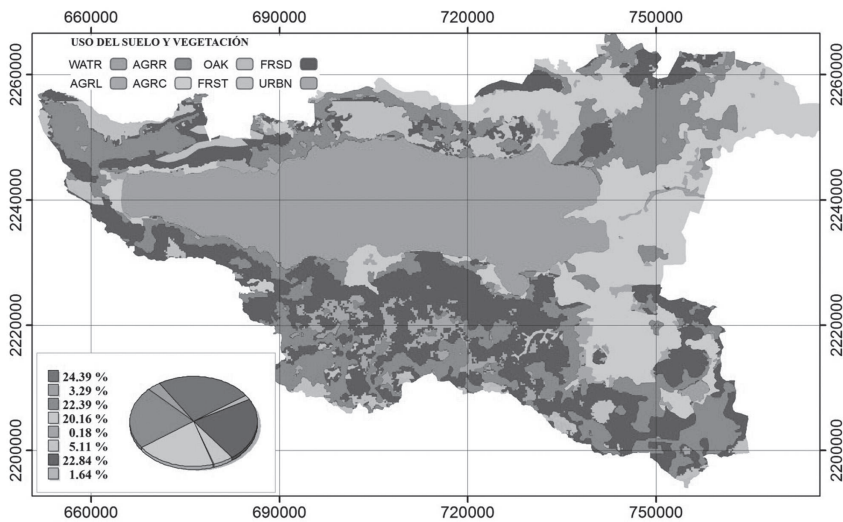 660000 690000 720000 750000
USO DEL SUELO Y VEGETACIÓN
WATR AGRR OAK FRSD
AGRL AGRC FRST URBN
2260000 2260000
2240000 2240000
2220000 2220000
2200000 2200000
24.39 %
3.29 %
22.39 %
20.16 %
0.18 %
5.11 %
22.84 %
1.64 %
660000 690000 720000 750000